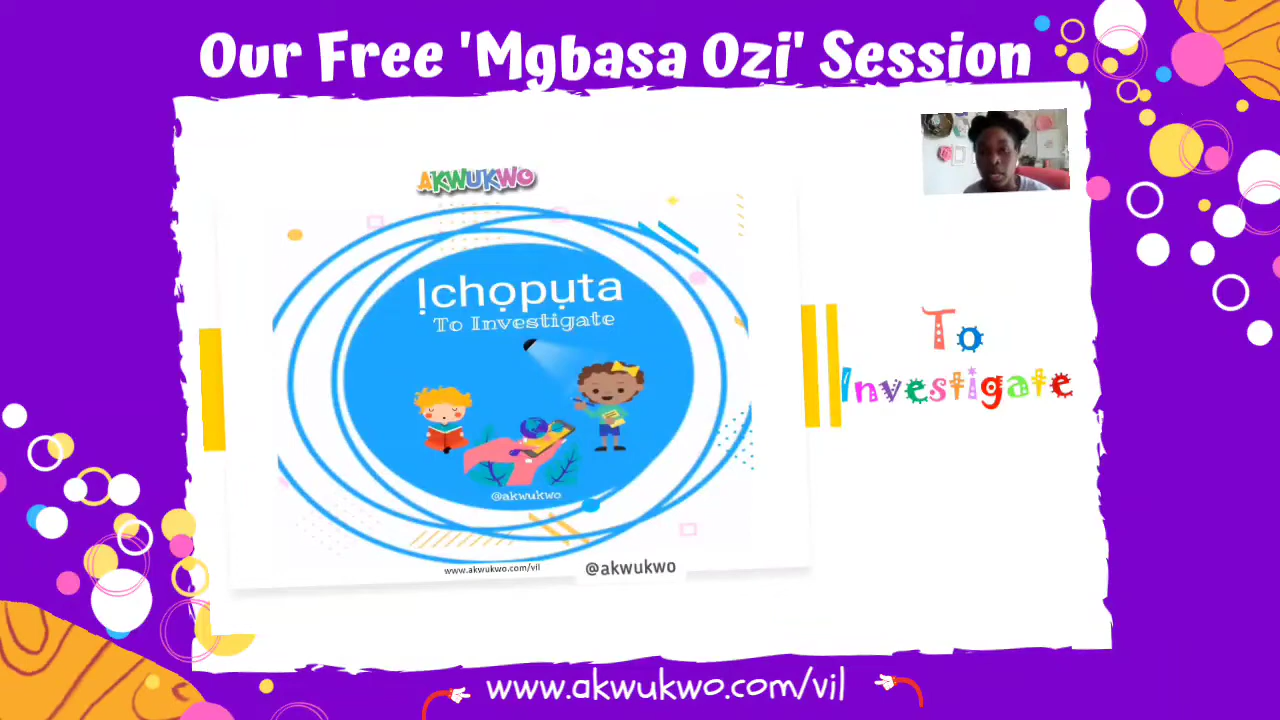 Our Free 'Mgbasa Ozi' Session
AKWUKWO
Ịchọpụta
To Investigate
@akwukwo
www.akwukwo.com/vil
@akwukwo
To
Investigate
www.akwukwo.com/vil